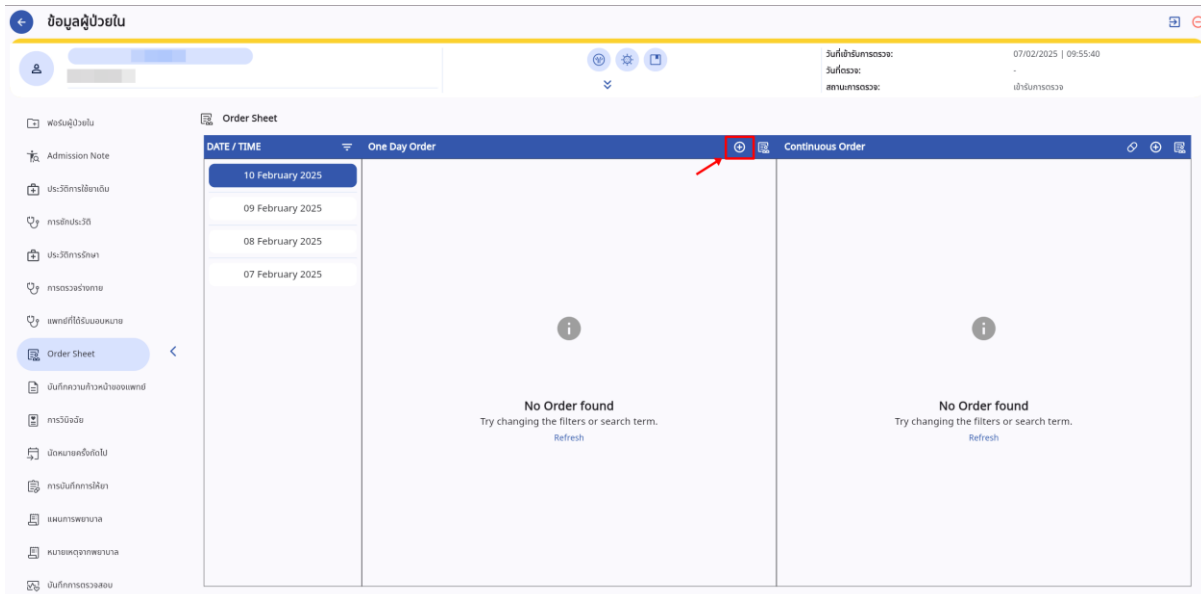 ข้อมูลผู้ป่วยใน
วันที่เข้ารับการตรวจ: 07/02/2025 | 09:55:40
วันที่ตรวจ: -
สถานะการตรวจ: เข้ารับการตรวจ
ฟอร์มผู้ป่วยใน
Admission Note
ประวัติการใช้ยาเดิม
การซักประวัติ
ประวัติการรักษา
การตรวจร่างกาย
แพทย์ที่ได้รับมอบหมาย
Order Sheet
บันทึกความก้าวหน้าของแพทย์
การวินิจฉัย
นัดหมายครั้งถัดไป
การบันทึกการให้ยา
แผนการพยาบาล
หมายเหตุจากพยาบาล
บันทึกการตรวจสอบ
Order Sheet
DATE / TIME
10 February 2025
09 February 2025
08 February 2025
07 February 2025
One Day Order
No Order found
Try changing the filters or search term.
Refresh
Continuous Order
No Order found
Try changing the filters or search term.
Refresh